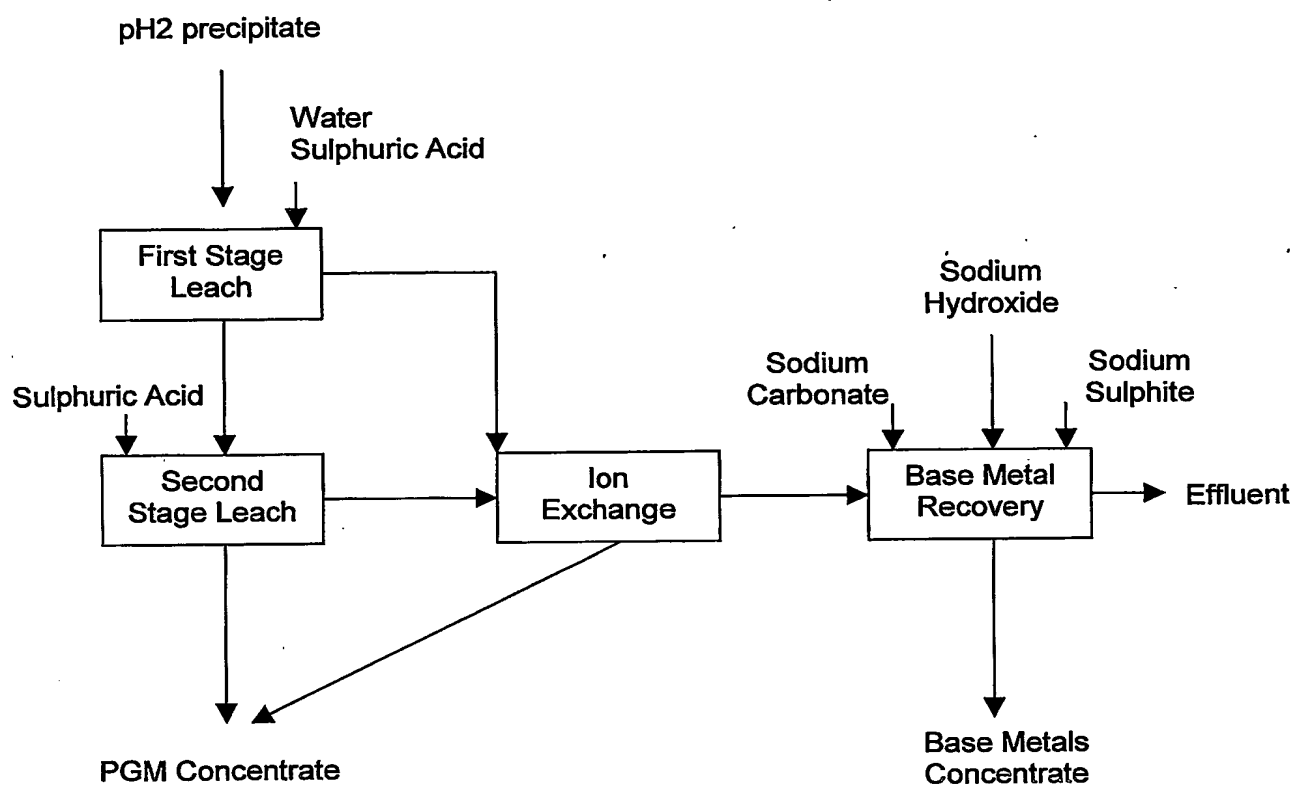 pH2 precipitate
Water
Sulphuric Acid
First Stage
Leach
Sodium
Hydroxide
Sodium
Carbonate
Sodium
Sulphite
Sulphuric Acid
Second
Stage Leach
Ion
Exchange
Base Metal
Recovery
Effluent
PGM Concentrate
Base Metals
Concentrate